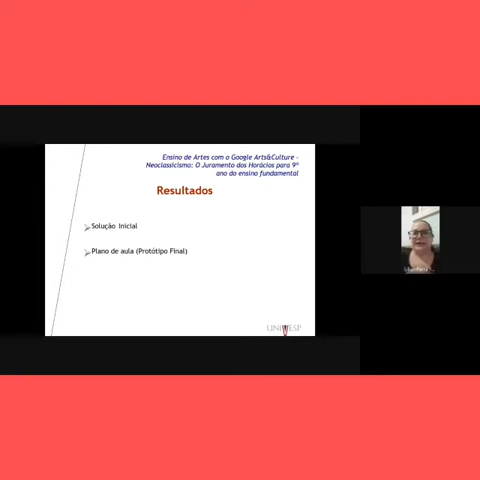 Ensino de Artes com o Google Arts&Culture –
Neoclassicismo: O Juramento dos Horácios para 9º
ano do ensino fundamental
Resultados
Solução Inicial
Plano de aula (Protótipo Final)
UNIVESP